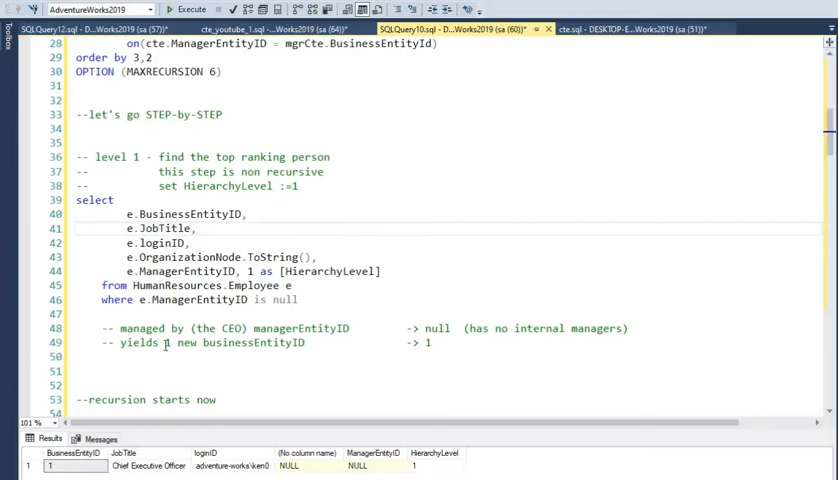 AdventureWorks2019
Execute
SQLQuery12.sql - D...Works2019 (sa (57))*
cte_youtube_1.sql -...Works2019 (sa (64))*
SQLQuery10.sql - D...Works2019 (sa (60))*
cte.sql - DESKTOP-E...Works2019 (sa (51))*
Toolbox
28 on(cte.ManagerEntityID = mgrCte.BusinessEntityId)
29 order by 3,2
30 OPTION (MAXRECURSION 6)
31
32
33 --let's go STEP-by-STEP
34
35
36 -- level 1 - find the top ranking person
37 -- this step is non recursive
38 -- set HierarchyLevel :=1
39 select
40 e.BusinessEntityID,
41 e.JobTitle,
42 e.loginID,
43 e.OrganizationNode.ToString(),
44 e.ManagerEntityID, 1 as [HierarchyLevel]
45 from HumanResources.Employee e
46 where e.ManagerEntityID is null
47
48 -- managed by (the CEO) managerEntityID -> null (has no internal managers)
49 -- yields 1 new businessEntityID -> 1
50
51
52
53 --recursion starts now
54
101 %
Results Messages
BusinessEntityID JobTitle loginID (No column name) ManagerEntityID HierarchyLevel
1 1 Chief Executive Officer adventure-works\ken0 NULL NULL 1